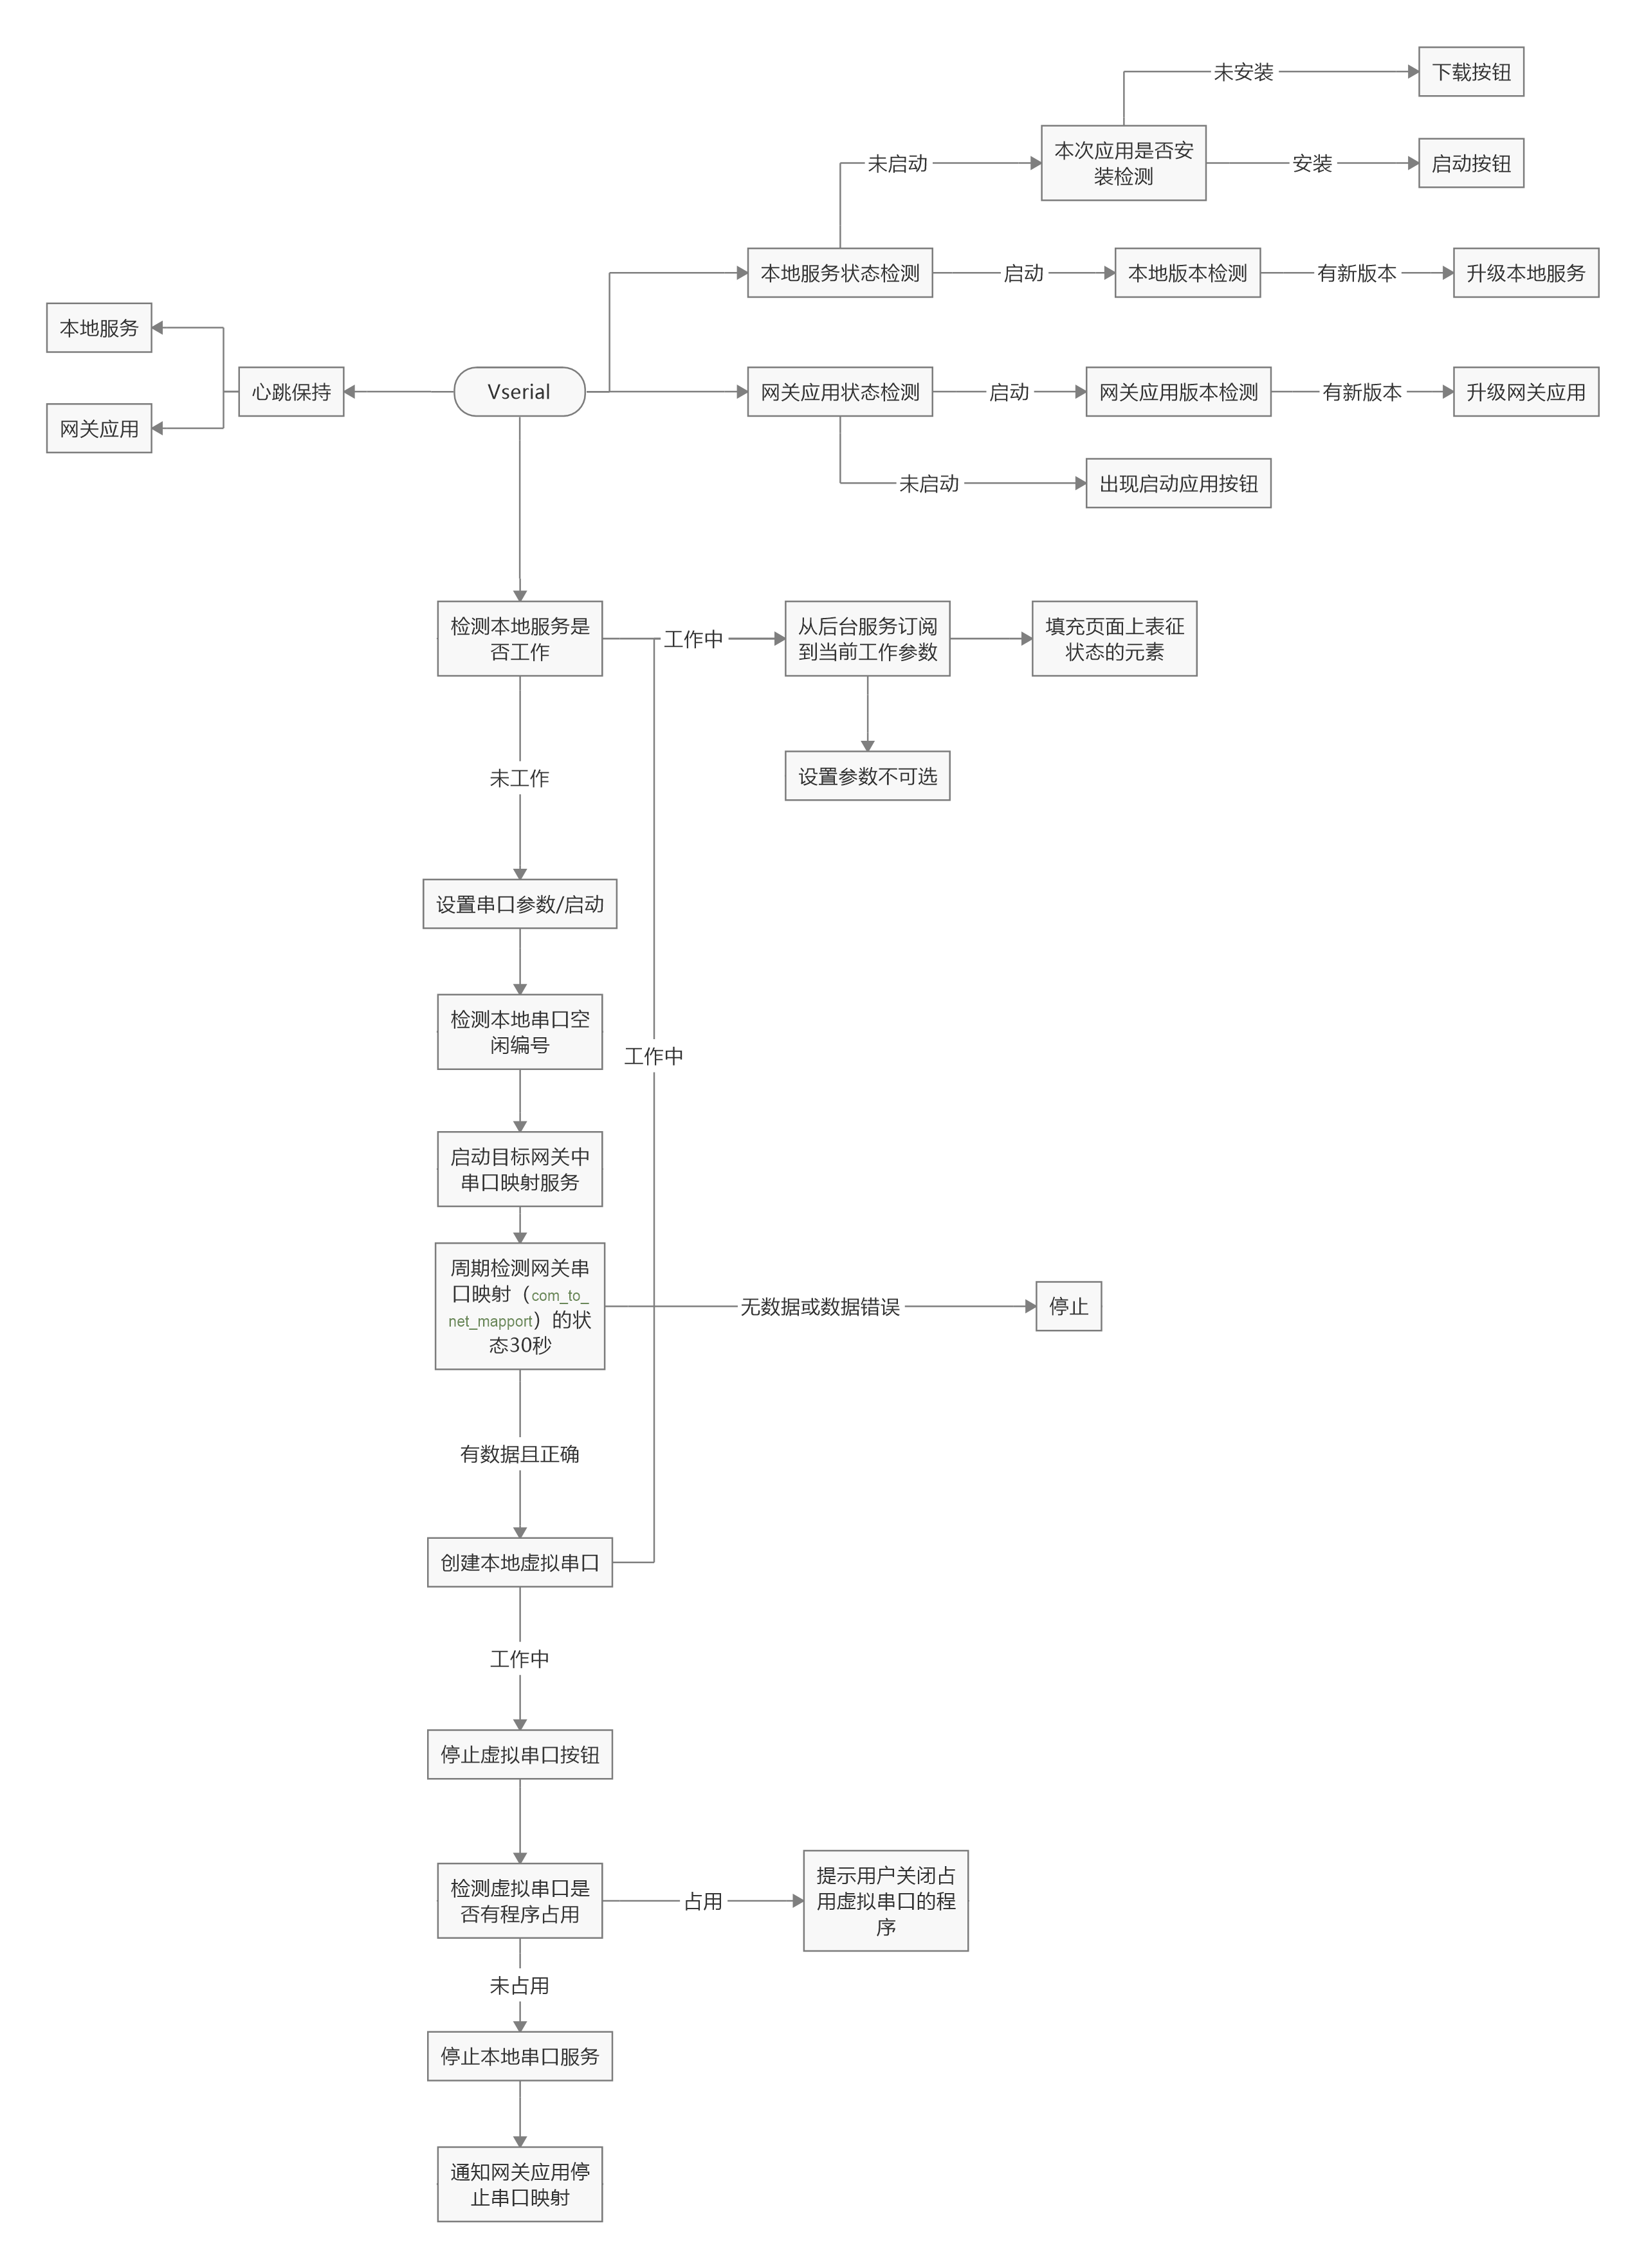 未安装
下载按钮
本次应用是否安
装检测
未启动
安装
启动按钮
本地服务状态检测
启动
本地版本检测
有新版本
升级本地服务
本地服务
心跳保持
网关应用
Vserial
网关应用状态检测
启动
网关应用版本检测
有新版本
升级网关应用
未启动
出现启动应用按钮
检测本地服务是
否工作
工作中
从后台服务订阅
到当前工作参数
填充页面上表征
状态的元素
设置参数不可选
未工作
设置串口参数/启动
检测本地串口空
闲编号
工作中
启动目标网关中
串口映射服务
周期检测网关串
口映射（com_to_
net_mapport）的状
态30秒
无数据或数据错误
停止
有数据且正确
创建本地虚拟串口
工作中
停止虚拟串口按钮
检测虚拟串口是
否有程序占用
占用
提示用户关闭占
用虚拟串口的程
序
未占用
停止本地串口服务
通知网关应用停
止串口映射